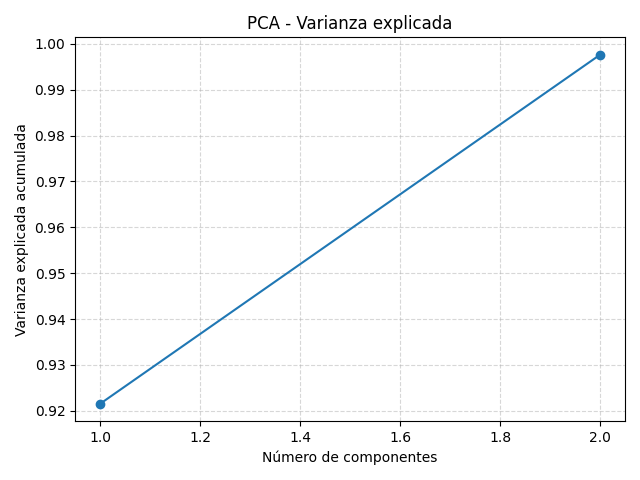 PCA - Varianza explicada
1.00
0.99
0.98
0.97
0.96
0.95
0.94
0.93
0.92
Varianza explicada acumulada
1.0 1.2 1.4 1.6 1.8 2.0
Número de componentes